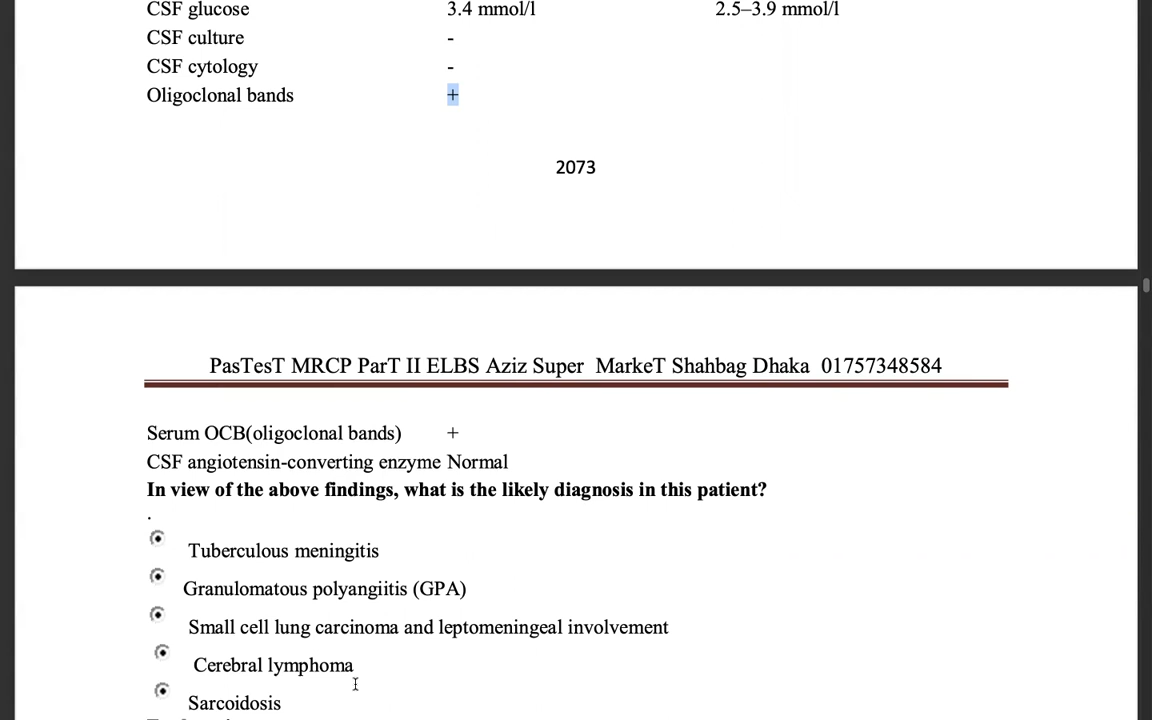 CSF glucose 3.4 mmol/l 2.5–3.9 mmol/l
CSF culture -
CSF cytology -
Oligoclonal bands +
2073
PasTesT MRCP ParT II ELBS Aziz Super MarkeT Shahbag Dhaka 01757348584
Serum OCB(oligoclonal bands) +
CSF angiotensin-converting enzyme Normal
In view of the above findings, what is the likely diagnosis in this patient?
.
Tuberculous meningitis
Granulomatous polyangiitis (GPA)
Small cell lung carcinoma and leptomeningeal involvement
Cerebral lymphoma
Sarcoidosis